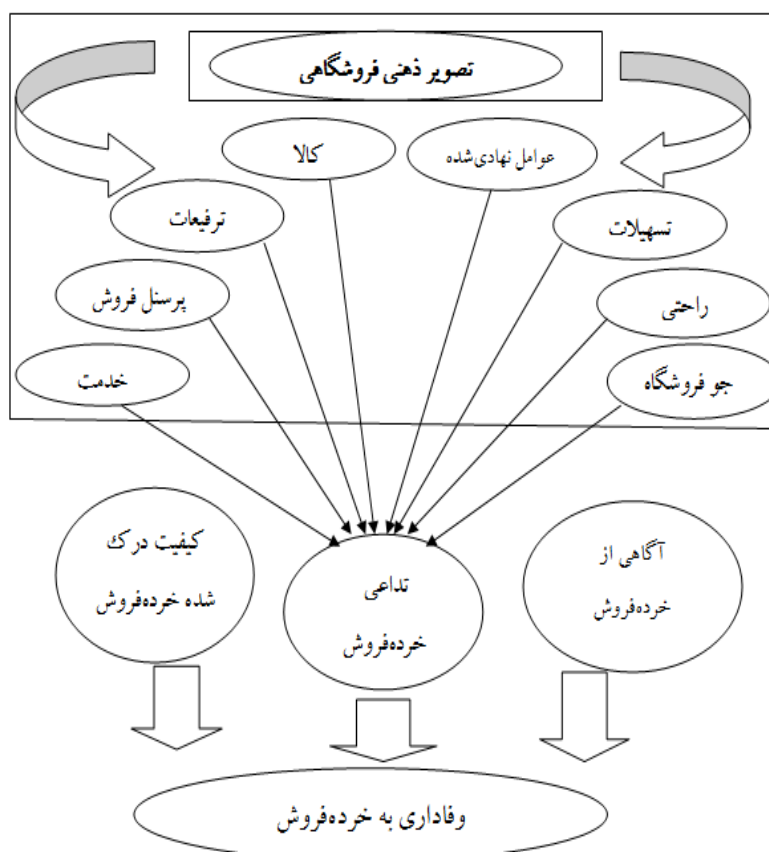 تصویر ذهنی فروشگاهی
عوامل نهادی‌شده
کالا
تسهیلات
ترفیعات
راحتی
پرسنل فروش
جو فروشگاه
خدمت
آگاهی از
خرده‌فروش
تداعی
خرده‌فروش
کیفیت درک
شده خرده‌فروش
وفاداری به خرده‌فروش